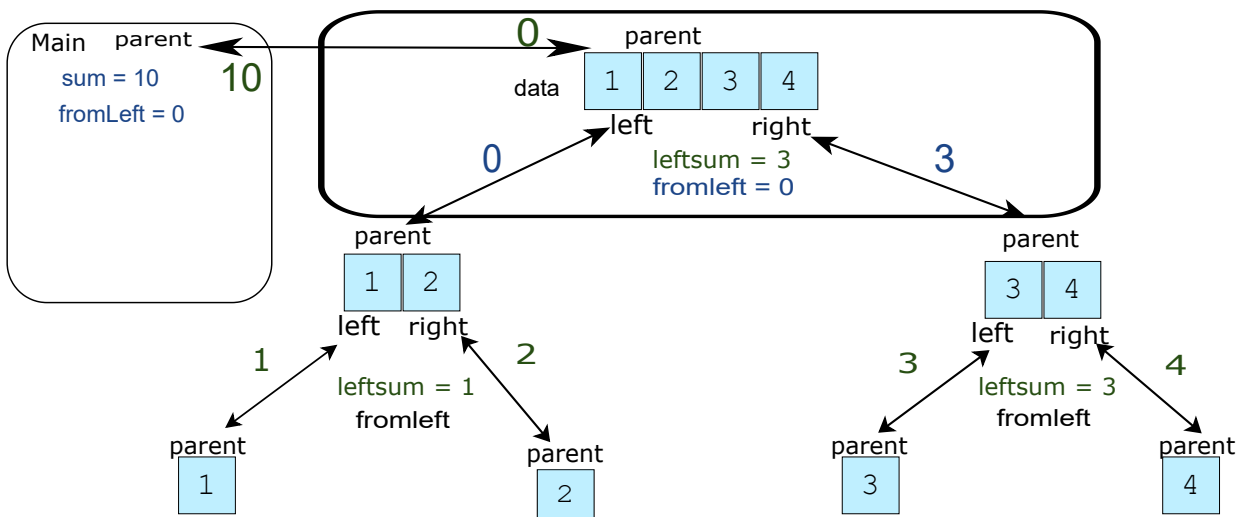 Main parent
0
10
sum = 10
fromLeft = 0
parent
data
1 2 3 4
left right
leftsum = 3
fromleft = 0
0
3
parent
1 2
left right
1
2
leftsum = 1
fromleft
parent
1
parent
2
parent
3 4
left right
3
4
leftsum = 3
fromleft
parent
3
parent
4